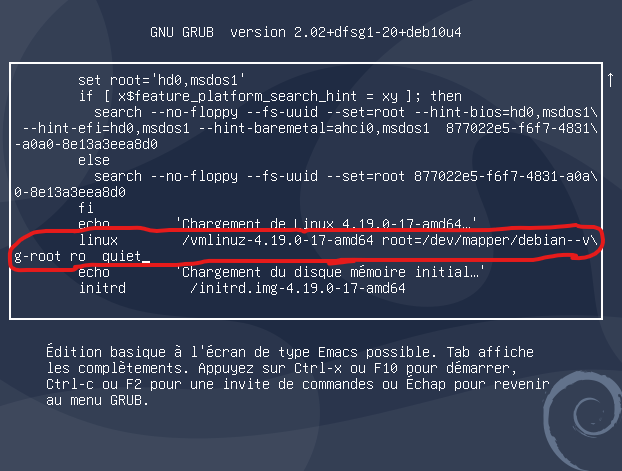 GNU GRUB  version 2.02+dfsg1-20+deb10u4
set root='hd0,msdos1'
if [ x$feature_platform_search_hint = xy ]; then
search --no-floppy --fs-uuid --set=root --hint-bios=hd0,msdos1\
--hint-efi=hd0,msdos1 --hint-baremetal=ahci0,msdos1  877022e5-f6f7-4831\
-a0a0-8e13a3eea8d0
else
search --no-floppy --fs-uuid --set=root 877022e5-f6f7-4831-a0a\
0-8e13a3eea8d0
fi
echo 'Chargement de Linux 4.19.0-17-amd64…'
linux /vmlinuz-4.19.0-17-amd64 root=/dev/mapper/debian--v\
g-root ro  quiet_
echo 'Chargement du disque mémoire initial…'
initrd /initrd.img-4.19.0-17-amd64
↑
Édition basique à l'écran de type Emacs possible. Tab affiche
les complètements. Appuyez sur Ctrl-x ou F10 pour démarrer,
Ctrl-c ou F2 pour une invite de commandes ou Échap pour revenir
au menu GRUB.